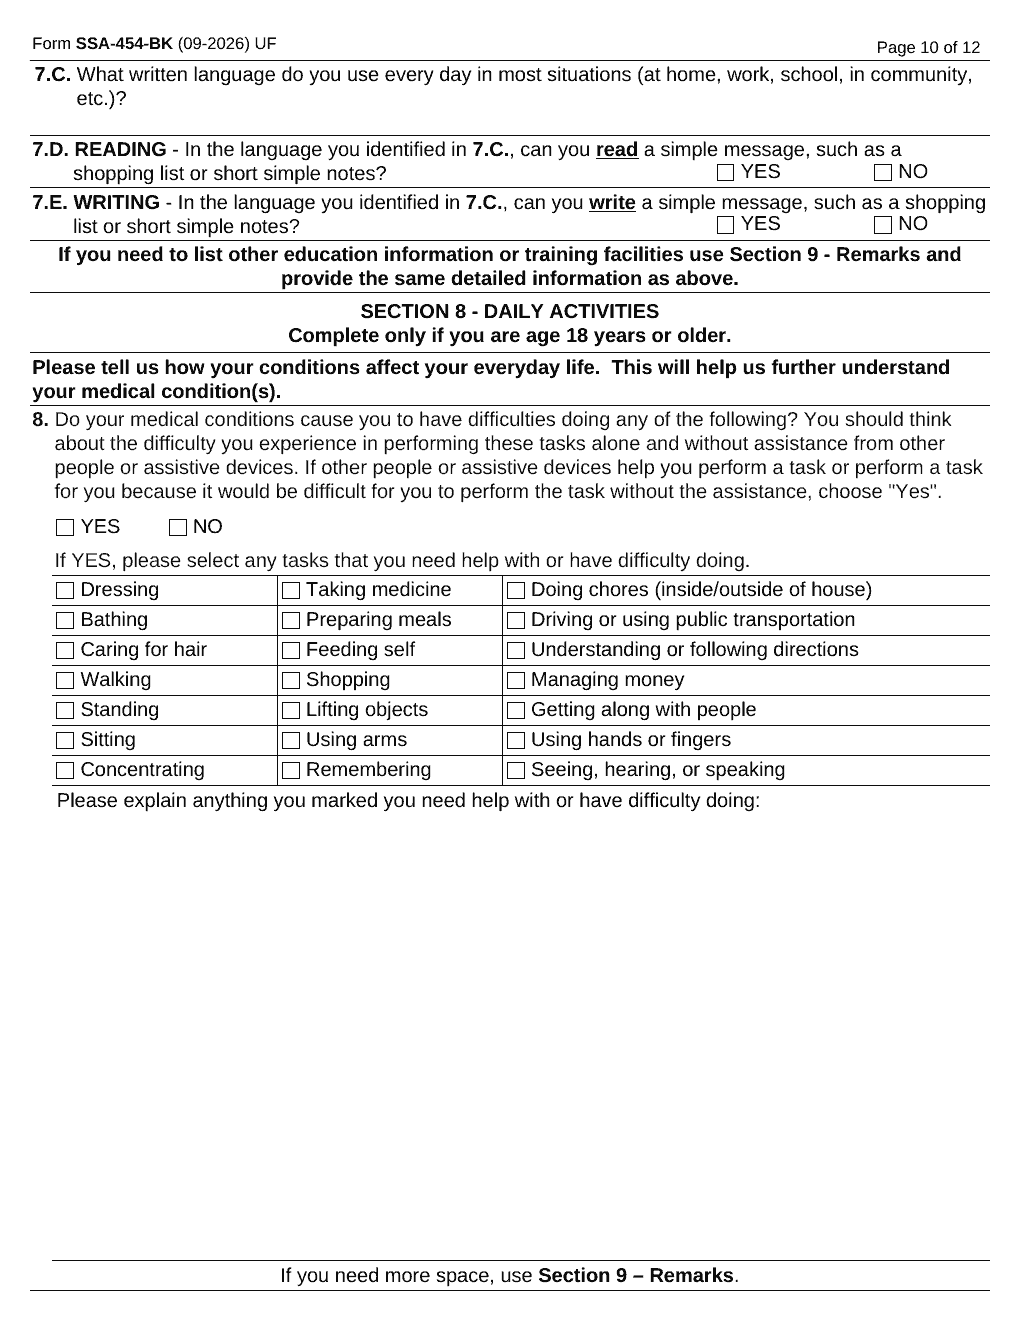 Form SSA-454-BK (09-2026) UF
Page 10 of 12
7.C. What written language do you use every day in most situations (at home, work, school, in community,
etc.)?
7.D. READING - In the language you identified in 7.C., can you read a simple message, such as a
shopping list or short simple notes? YES NO
7.E. WRITING - In the language you identified in 7.C., can you write a simple message, such as a shopping
list or short simple notes? YES NO
If you need to list other education information or training facilities use Section 9 - Remarks and
provide the same detailed information as above.
SECTION 8 - DAILY ACTIVITIES
Complete only if you are age 18 years or older.
Please tell us how your conditions affect your everyday life. This will help us further understand
your medical condition(s).
8. Do your medical conditions cause you to have difficulties doing any of the following? You should think
about the difficulty you experience in performing these tasks alone and without assistance from other
people or assistive devices. If other people or assistive devices help you perform a task or perform a task
for you because it would be difficult for you to perform the task without the assistance, choose "Yes".
YES NO
If YES, please select any tasks that you need help with or have difficulty doing.
Dressing Taking medicine Doing chores (inside/outside of house)
Bathing Preparing meals Driving or using public transportation
Caring for hair Feeding self Understanding or following directions
Walking Shopping Managing money
Standing Lifting objects Getting along with people
Sitting Using arms Using hands or fingers
Concentrating Remembering Seeing, hearing, or speaking
Please explain anything you marked you need help with or have difficulty doing:
If you need more space, use Section 9 – Remarks.